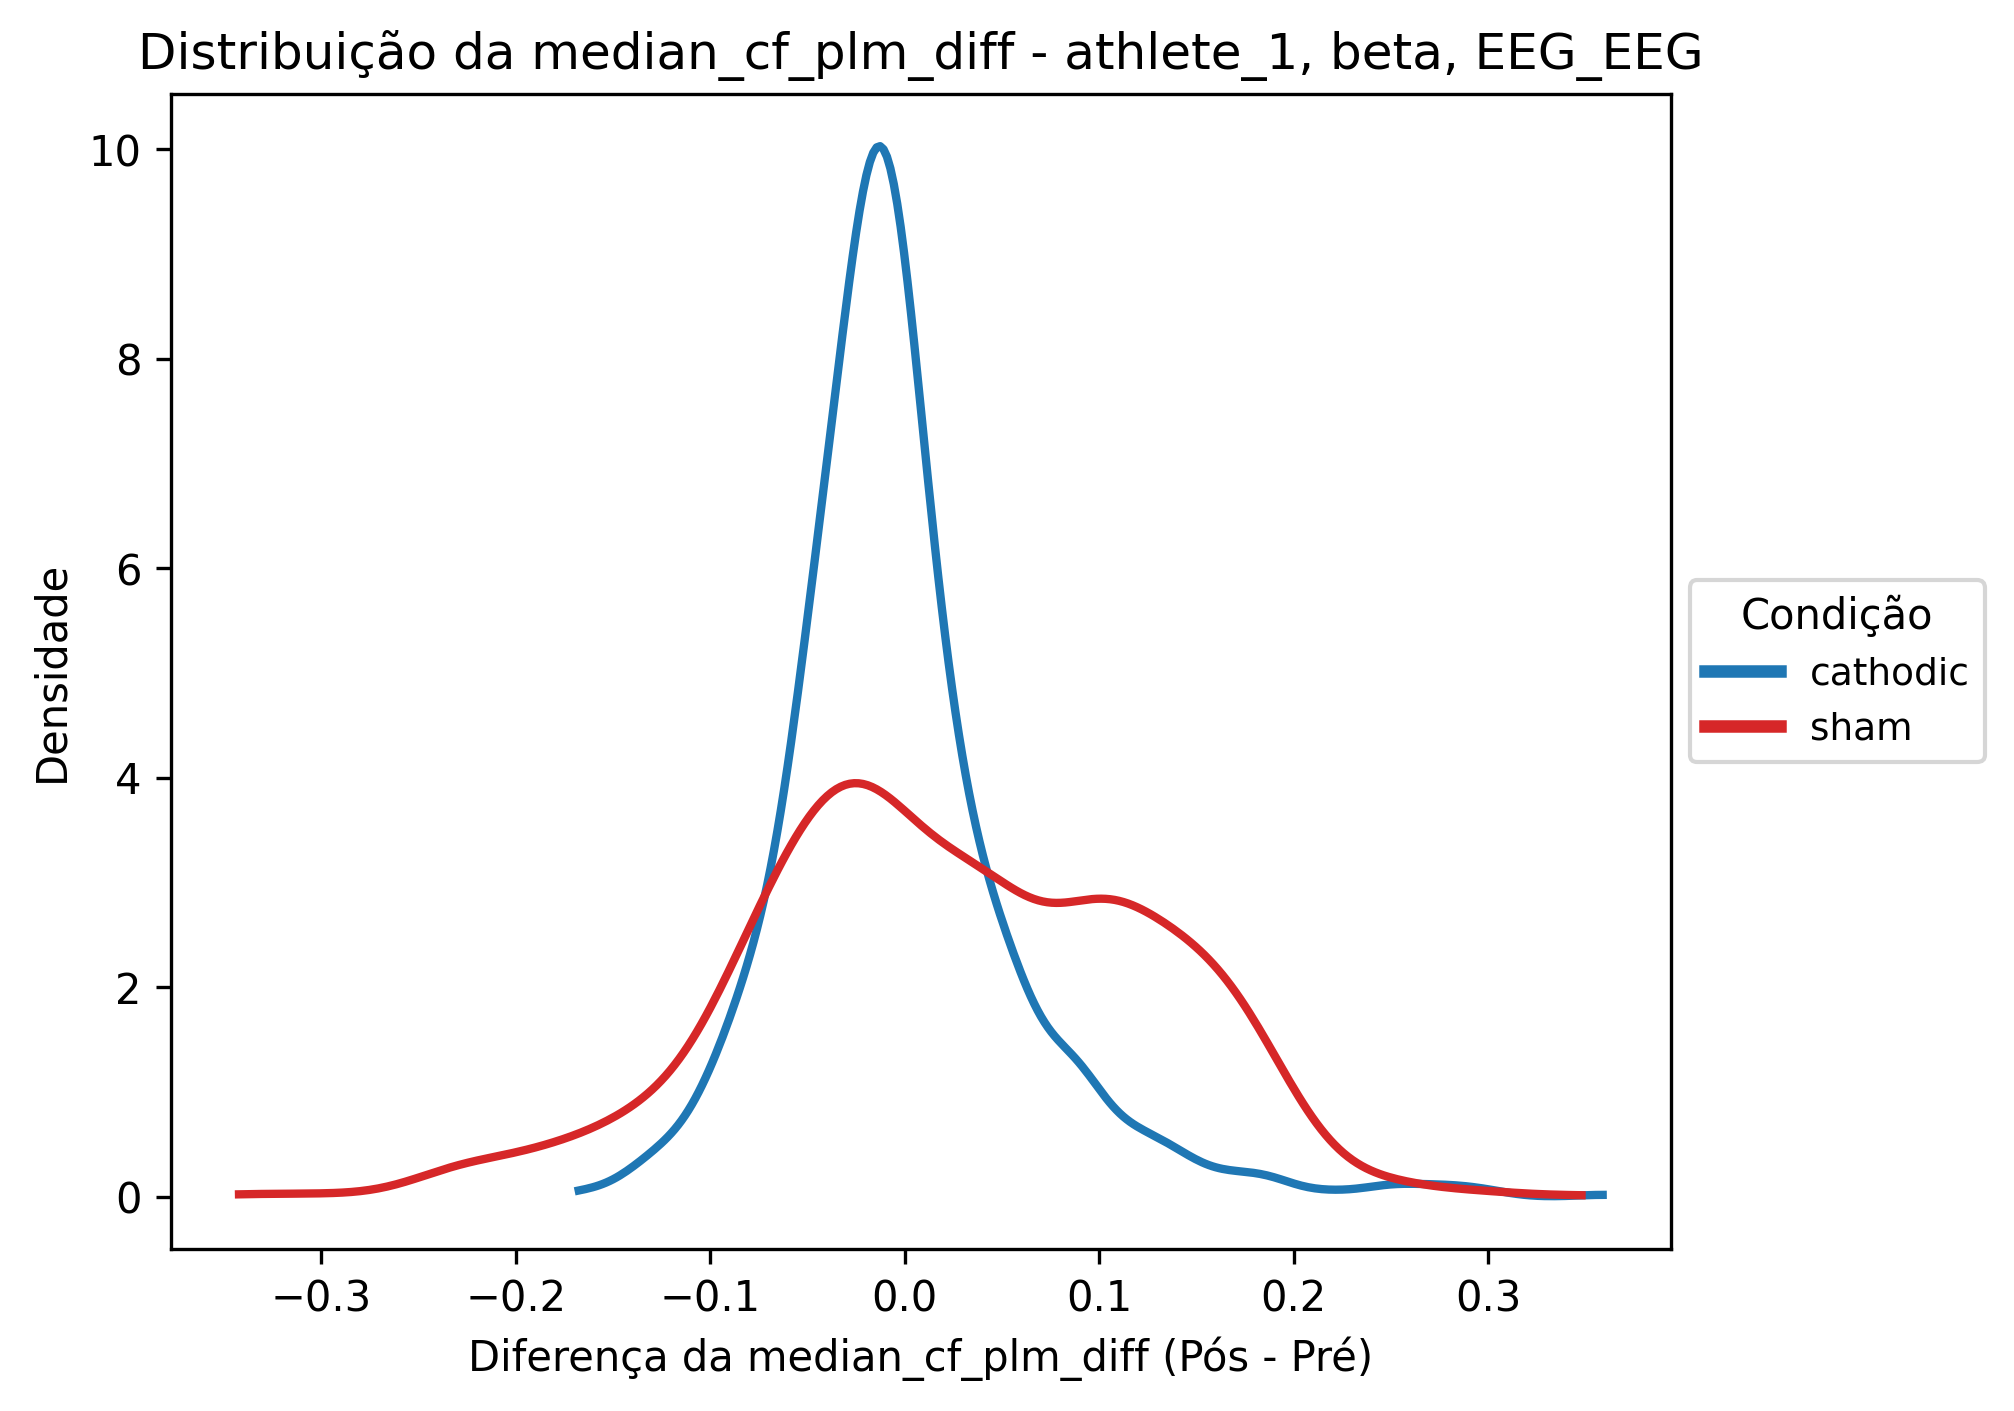 Distribuição da median_cf_plm_diff - athlete_1, beta, EEG_EEG
Densidade
10
8
6
4
2
0
−0.3 −0.2 −0.1 0.0 0.1 0.2 0.3
Diferença da median_cf_plm_diff (Pós - Pré)
Condição
cathodic
sham